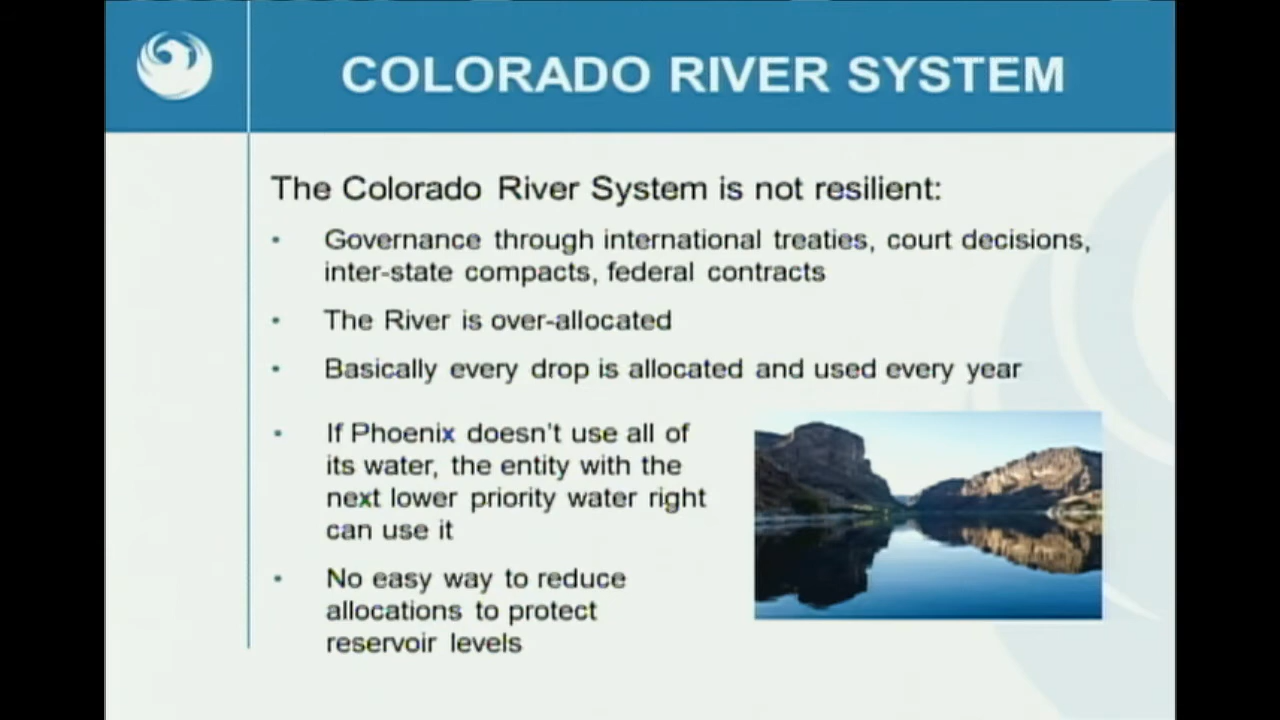 COLORADO RIVER SYSTEM
The Colorado River System is not resilient:
• Governance through international treaties, court decisions,
inter-state compacts, federal contracts
• The River is over-allocated
• Basically every drop is allocated and used every year
• If Phoenix doesn't use all of
its water, the entity with the
next lower priority water right
can use it
• No easy way to reduce
allocations to protect
reservoir levels